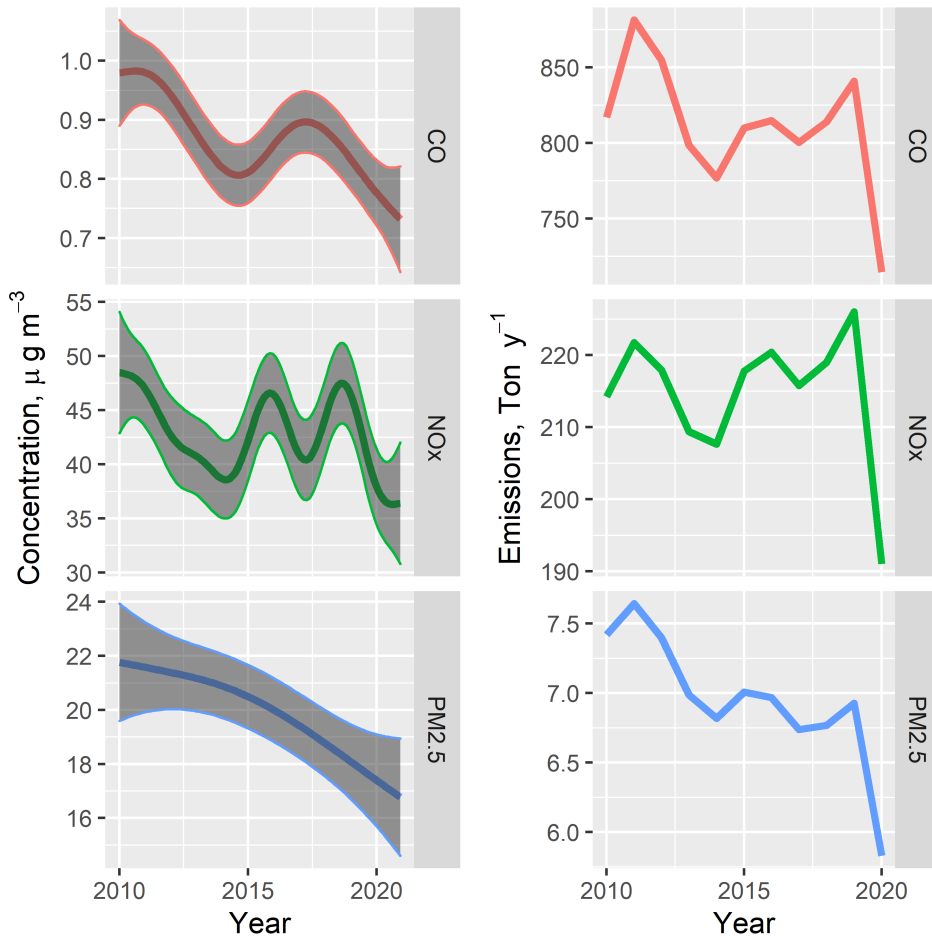 Concentration, μ g m⁻³
1.0
0.9
0.8
0.7
CO
55
50
45
40
35
30
NOx
24
22
20
18
16
PM2.5
2010 2015 2020
Year
Emissions, Ton y⁻¹
850
800
750
CO
220
210
200
190
NOx
7.5
7.0
6.5
6.0
PM2.5
2010 2015 2020
Year